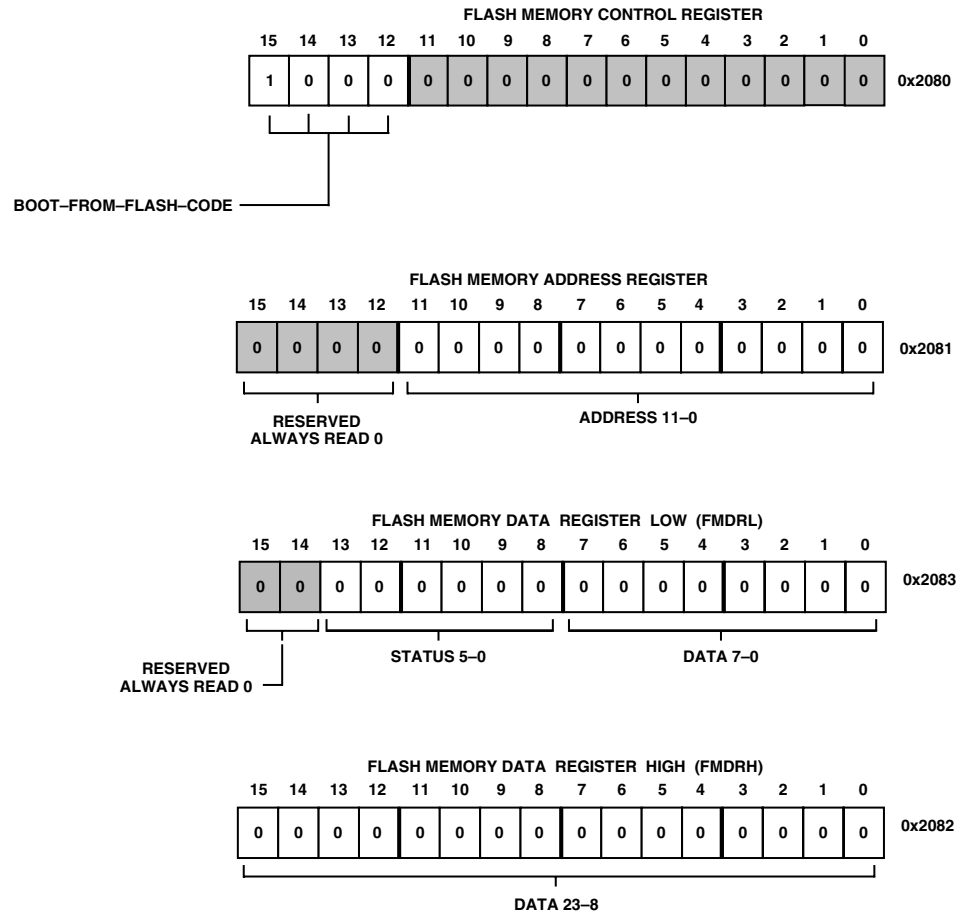 FLASH MEMORY CONTROL REGISTER
15 14 13 12 11 10 9 8 7 6 5 4 3 2 1 0
1 0 0 0 0 0 0 0 0 0 0 0 0 0 0 0 0x2080
BOOT–FROM–FLASH–CODE
FLASH MEMORY ADDRESS REGISTER
15 14 13 12 11 10 9 8 7 6 5 4 3 2 1 0
0 0 0 0 0 0 0 0 0 0 0 0 0 0 0 0 0x2081
RESERVED
ALWAYS READ 0
ADDRESS 11–0
FLASH MEMORY DATA REGISTER LOW (FMDRL)
15 14 13 12 11 10 9 8 7 6 5 4 3 2 1 0
0 0 0 0 0 0 0 0 0 0 0 0 0 0 0 0 0x2083
RESERVED
ALWAYS READ 0
STATUS 5–0
DATA 7–0
FLASH MEMORY DATA REGISTER HIGH (FMDRH)
15 14 13 12 11 10 9 8 7 6 5 4 3 2 1 0
0 0 0 0 0 0 0 0 0 0 0 0 0 0 0 0 0x2082
DATA 23–8